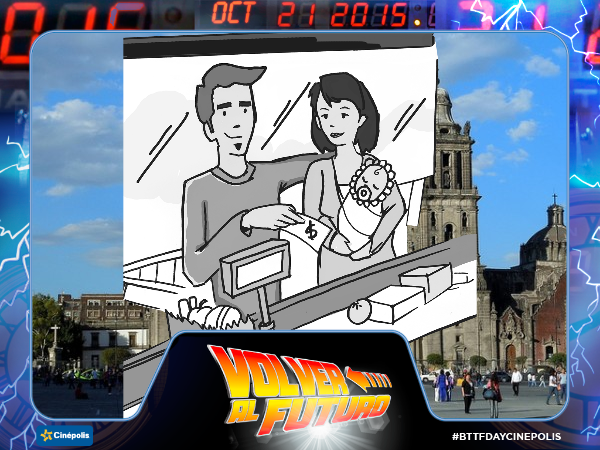 OCT 21 2015
$
VOLVER
AL FUTURO
Cinépolis
#BTTFDAYCINEPOLIS